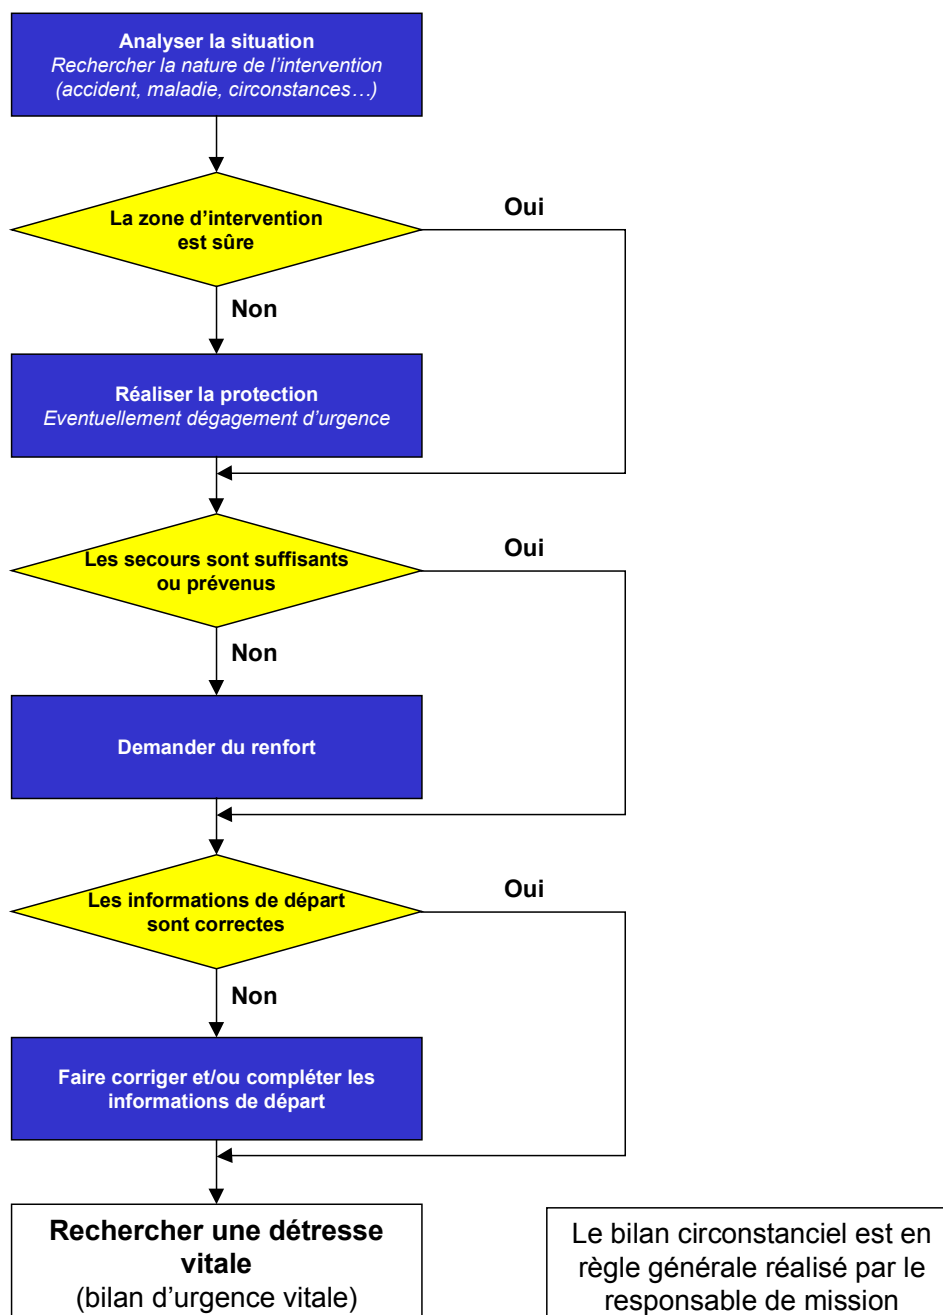 Analyser la situation
Rechercher la nature de l’intervention
(accident, maladie, circonstances…)
La zone d’intervention
est sûre
Oui
Non
Réaliser la protection
Eventuellement dégagement d’urgence
Les secours sont suffisants
ou prévenus
Oui
Non
Demander du renfort
Les informations de départ
sont correctes
Oui
Non
Faire corriger et/ou compléter les
informations de départ
Rechercher une détresse
vitale
(bilan d’urgence vitale)
Le bilan circonstanciel est en
règle générale réalisé par le
responsable de mission